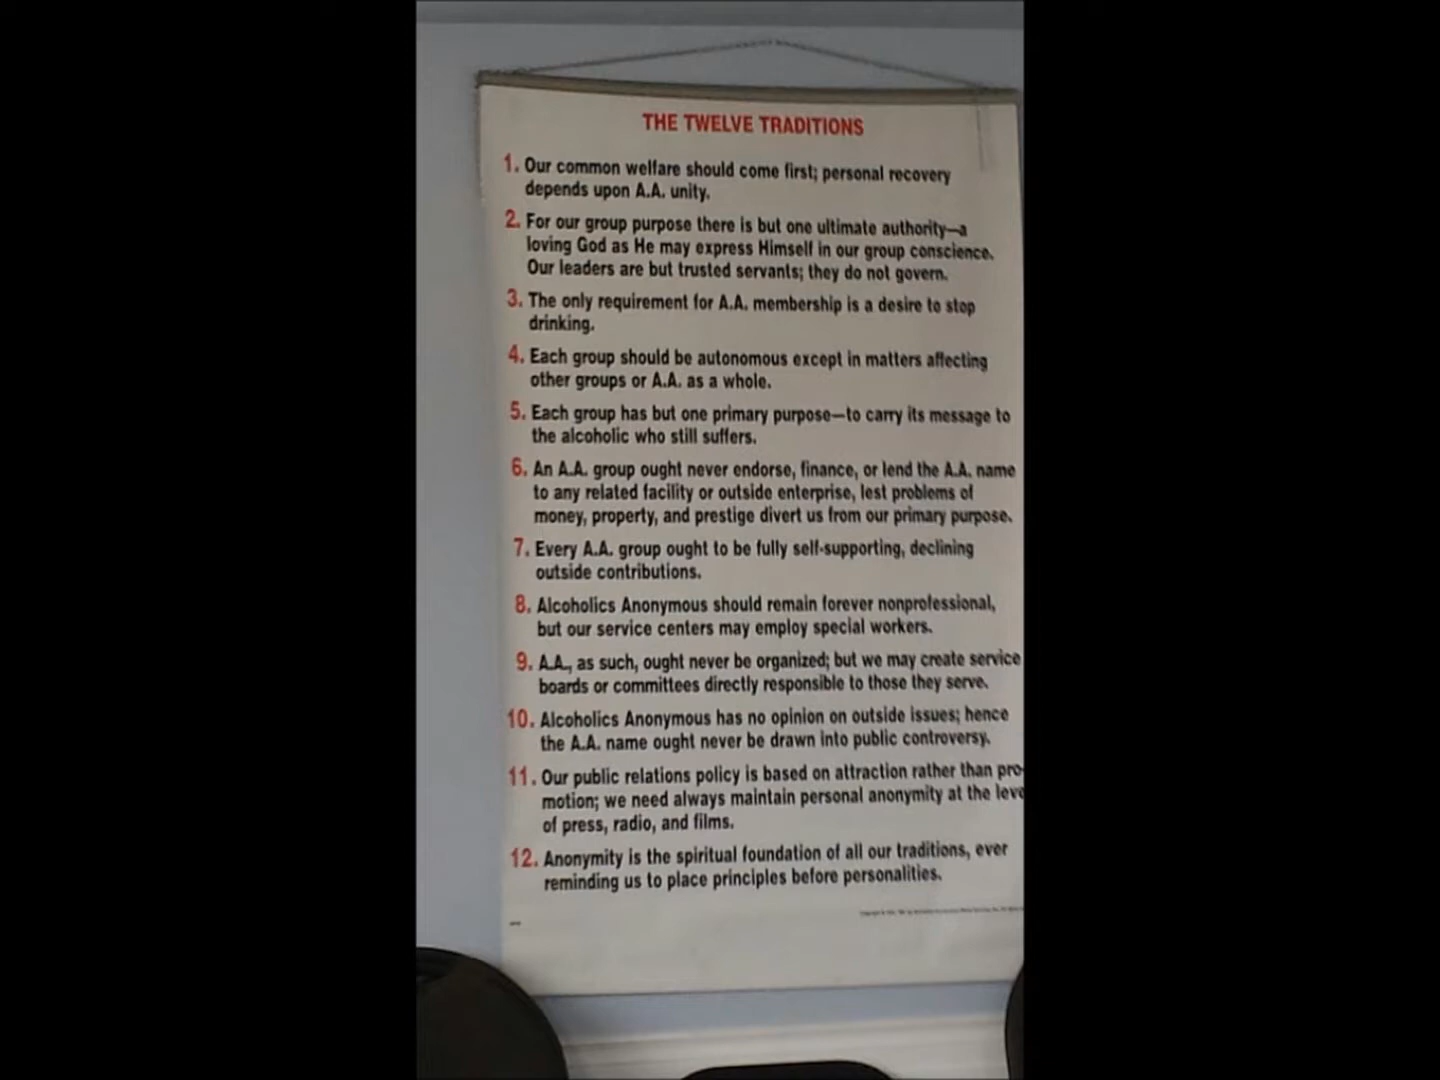 THE TWELVE TRADITIONS
1. Our common welfare should come first; personal recovery
depends upon A.A. unity.
2. For our group purpose there is but one ultimate authority—a
loving God as He may express Himself in our group conscience.
Our leaders are but trusted servants; they do not govern.
3. The only requirement for A.A. membership is a desire to stop
drinking.
4. Each group should be autonomous except in matters affecting
other groups or A.A. as a whole.
5. Each group has but one primary purpose—to carry its message to
the alcoholic who still suffers.
6. An A.A. group ought never endorse, finance, or lend the A.A. name
to any related facility or outside enterprise, lest problems of
money, property, and prestige divert us from our primary purpose.
7. Every A.A. group ought to be fully self-supporting, declining
outside contributions.
8. Alcoholics Anonymous should remain forever nonprofessional,
but our service centers may employ special workers.
9. A.A., as such, ought never be organized; but we may create service
boards or committees directly responsible to those they serve.
10. Alcoholics Anonymous has no opinion on outside issues; hence
the A.A. name ought never be drawn into public controversy.
11. Our public relations policy is based on attraction rather than pro-
motion; we need always maintain personal anonymity at the leve
of press, radio, and films.
12. Anonymity is the spiritual foundation of all our traditions, ever
reminding us to place principles before personalities.